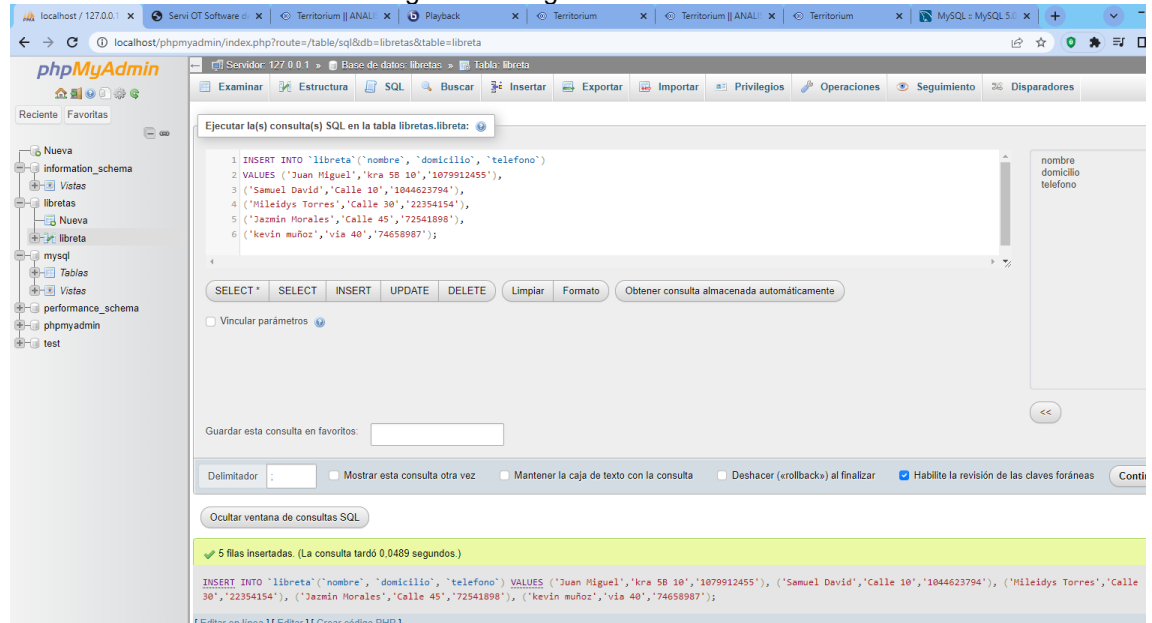 localhost / 127.0.0.1
Servi OT Software d
Territorium || ANALI
Playback
Territorium
Territorium || ANALI
Territorium
MySQL :: MySQL 5.0
localhost/phpmyadmin/index.php?route=/table/sql&db=libretas&table=libreta
phpMyAdmin
Reciente Favoritas
Nueva
information_schema
Vistas
libretas
Nueva
libreta
mysql
Tablas
Vistas
performance_schema
phpmyadmin
test
Servidor: 127.0.0.1 » Base de datos: libretas » Tabla: libreta
Examinar Estructura SQL Buscar Insertar Exportar Importar Privilegios Operaciones Seguimiento Disparadores
Ejecutar la(s) consulta(s) SQL en la tabla libretas.libreta:
1 INSERT INTO `libreta`(`nombre`, `domicilio`, `telefono`)
2 VALUES ('Juan Miguel','kra 5B 10','1079912455'),
3 ('Samuel David','Calle 10','1044623794'),
4 ('Mileidys Torres','Calle 30','22354154'),
5 ('Jazmin Morales','Calle 45','72541898'),
6 ('kevin muñoz','via 40','74658987');
nombre
domicilio
telefono
SELECT * SELECT INSERT UPDATE DELETE Limpiar Formato Obtener consulta almacenada automáticamente
Vincular parámetros
<<
Guardar esta consulta en favoritos:
Delimitador ; Mostrar esta consulta otra vez Mantener la caja de texto con la consulta Deshacer («rollback») al finalizar Habilite la revisión de las claves foráneas Conti
Ocultar ventana de consultas SQL
5 filas insertadas. (La consulta tardó 0,0489 segundos.)
INSERT INTO `libreta`(`nombre`, `domicilio`, `telefono`) VALUES ('Juan Miguel','kra 5B 10','1079912455'), ('Samuel David','Calle 10','1044623794'), ('Mileidys Torres','Calle
30','22354154'), ('Jazmin Morales','Calle 45','72541898'), ('kevin muñoz','via 40','74658987');
[ Editar en línea ] [ Editar ] [ Crear código PHP ]